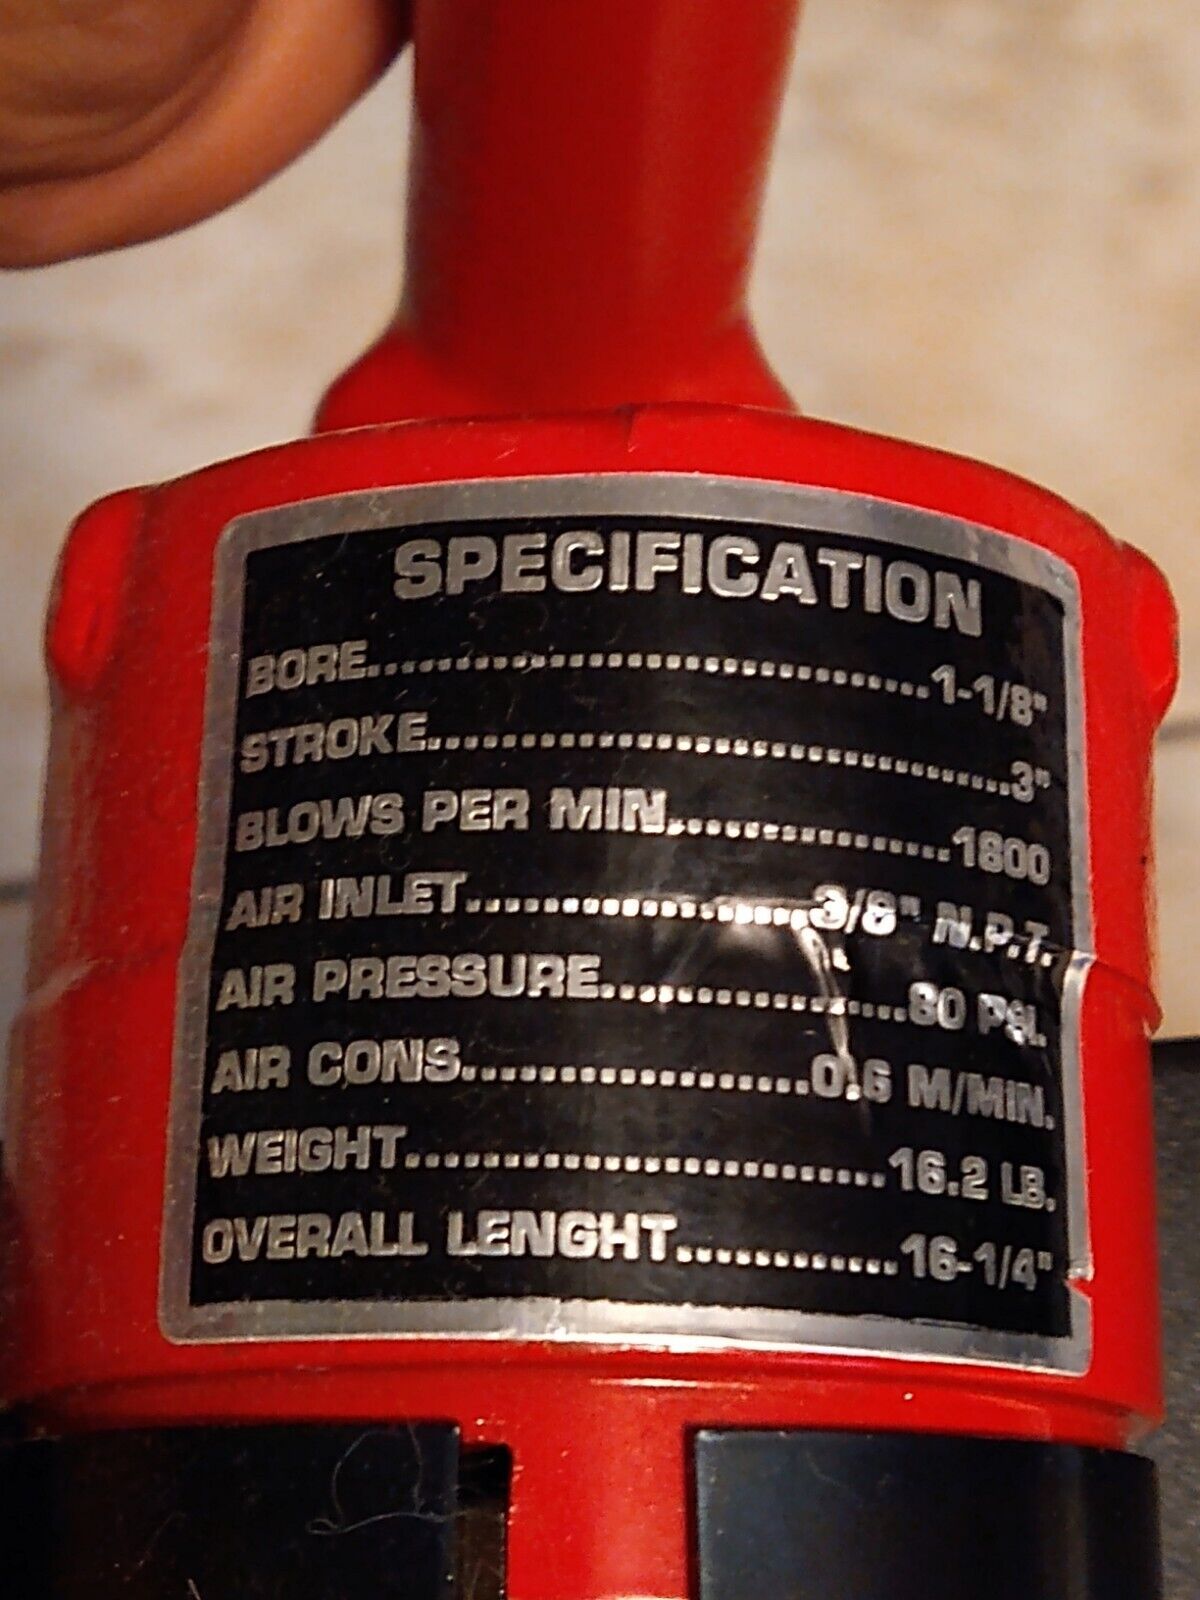 SPECIFICATION
BORE...................................1-1/8"
STROKE...................................3"
BLOWS PER MIN.................1800
AIR INLET.....................3/8" N.P.T.
AIR PRESSURE..................80 PSI.
AIR CONS....................0.6 M/MIN.
WEIGHT............................16.2 LB.
OVERALL LENGHT.............16-1/4"